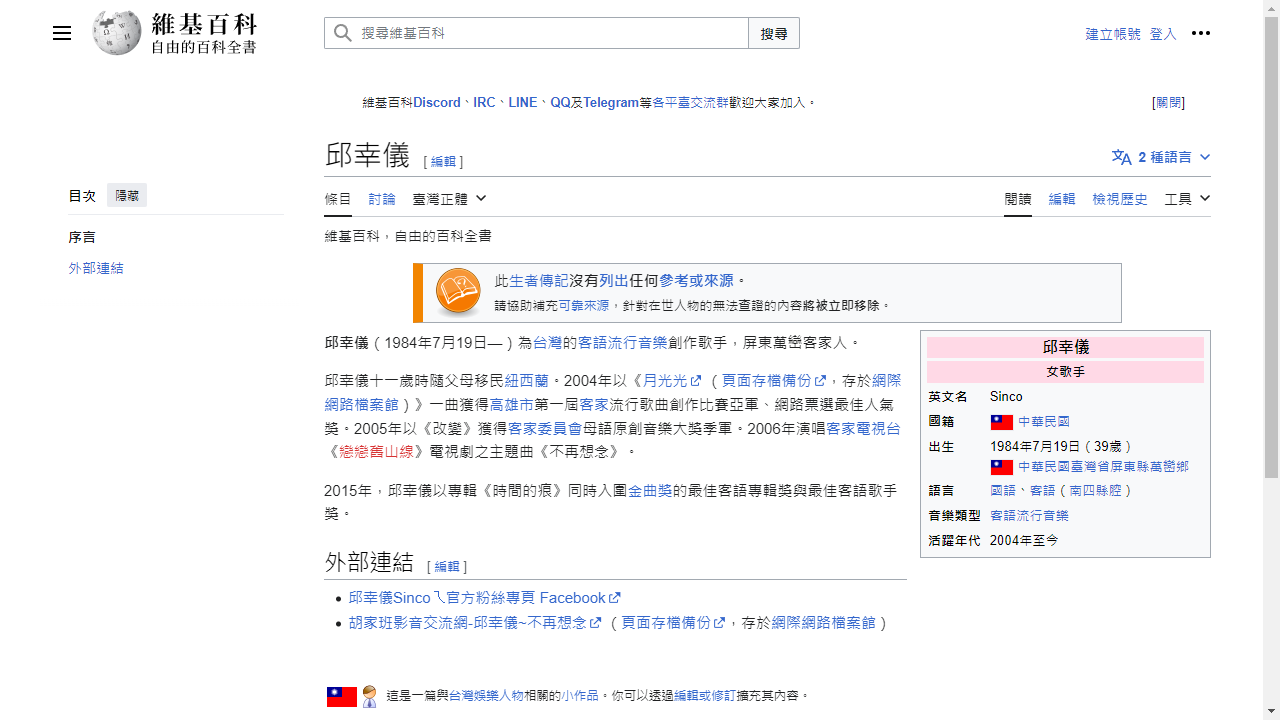 維基百科
自由的百科全書
搜尋維基百科
搜尋
建立帳號 登入
維基百科Discord、IRC、LINE、QQ及Telegram等各平臺交流群歡迎大家加入。
[關閉]
邱幸儀 [編輯]
2 種語言
目次 隱藏
序言
外部連結
條目 討論 臺灣正體
閱讀 編輯 檢視歷史 工具
維基百科，自由的百科全書
此生者傳記沒有列出任何參考或來源。
請協助補充可靠來源，針對在世人物的無法查證的內容將被立即移除。
邱幸儀（1984年7月19日—）為台灣的客語流行音樂創作歌手，屏東萬巒客家人。
邱幸儀十一歲時隨父母移民紐西蘭。2004年以《月光光（頁面存檔備份，存於網際
網路檔案館）》一曲獲得高雄市第一屆客家流行歌曲創作比賽亞軍、網路票選最佳人氣
獎。2005年以《改變》獲得客家委員會母語原創音樂大獎季軍。2006年演唱客家電視台
《戀戀舊山線》電視劇之主題曲《不再想念》。
2015年，邱幸儀以專輯《時間的痕》同時入圍金曲獎的最佳客語專輯獎與最佳客語歌手
獎。
邱幸儀
女歌手
英文名 Sinco
國籍 中華民國
出生 1984年7月19日（39歲）
中華民國臺灣省屏東縣萬巒鄉
語言 國語、客語（南四縣腔）
音樂類型 客語流行音樂
活躍年代 2004年至今
外部連結 [編輯]
邱幸儀Sincoㄟ官方粉絲專頁 Facebook
胡家班影音交流網-邱幸儀~不再想念（頁面存檔備份，存於網際網路檔案館）
這是一篇與台灣娛樂人物相關的小作品。你可以透過編輯或修訂擴充其內容。